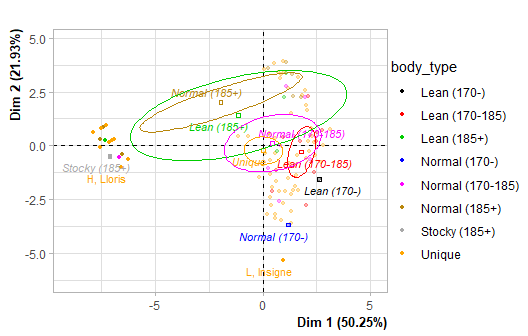 Dim 2 (21.93%)
5.0
2.5
0.0
-2.5
-5.0
Normal (185+)
Lean (185+)
Normal (170-185)
Unique
Lean (170-185)
Stocky (185+)
H, Lloris
Lean (170-)
Normal (170-)
L, Insigne
-5
0
5
Dim 1 (50.25%)
body_type
Lean (170-)
Lean (170-185)
Lean (185+)
Normal (170-)
Normal (170-185)
Normal (185+)
Stocky (185+)
Unique